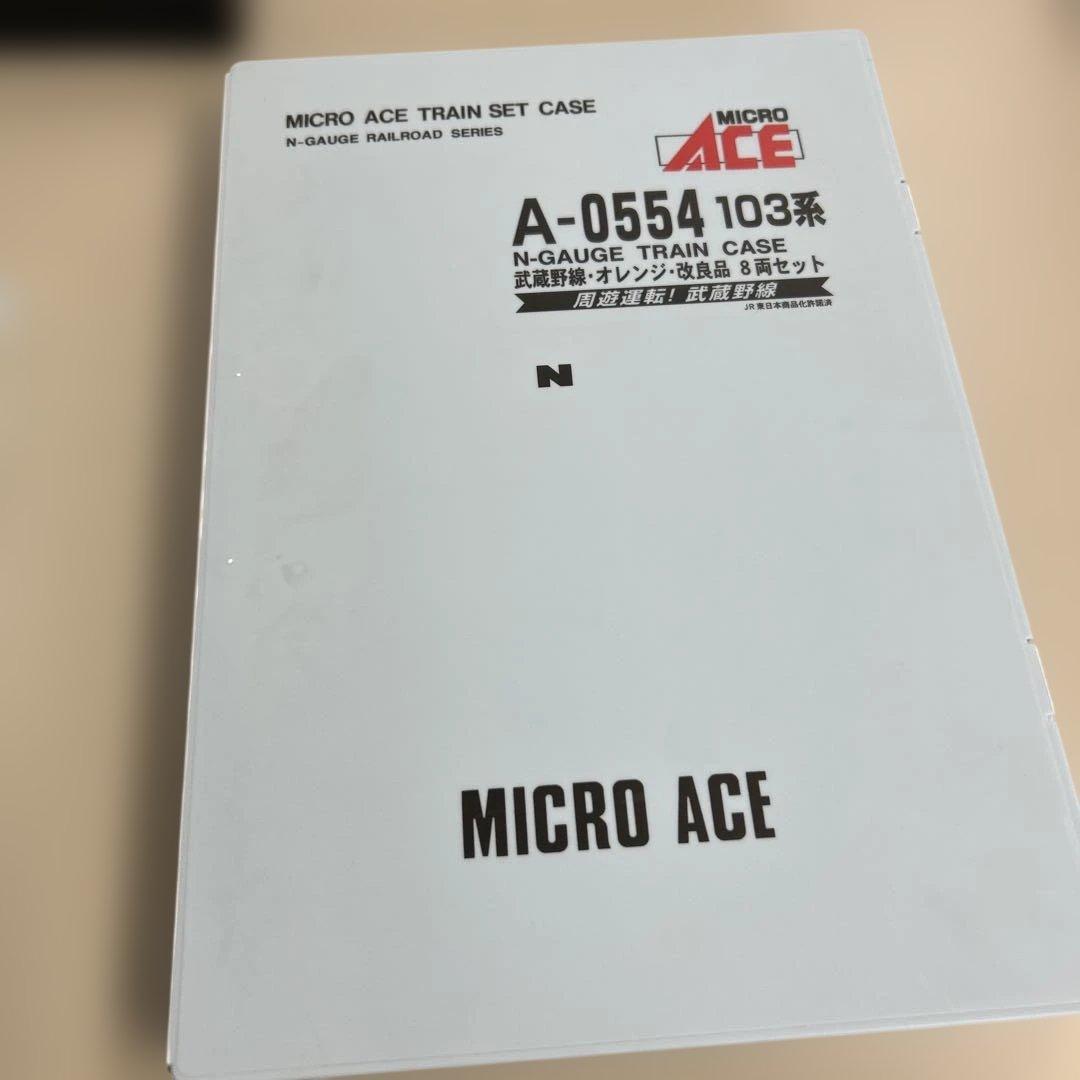 MICRO ACE TRAIN SET CASE
N-GAUGE RAILROAD SERIES
MICRO
ACE
A-0554 103系
N-GAUGE TRAIN CASE
武蔵野線・オレンジ・改良品 8両セット
周遊運転! 武蔵野線
JR東日本商品化許諾済
N
MICRO ACE